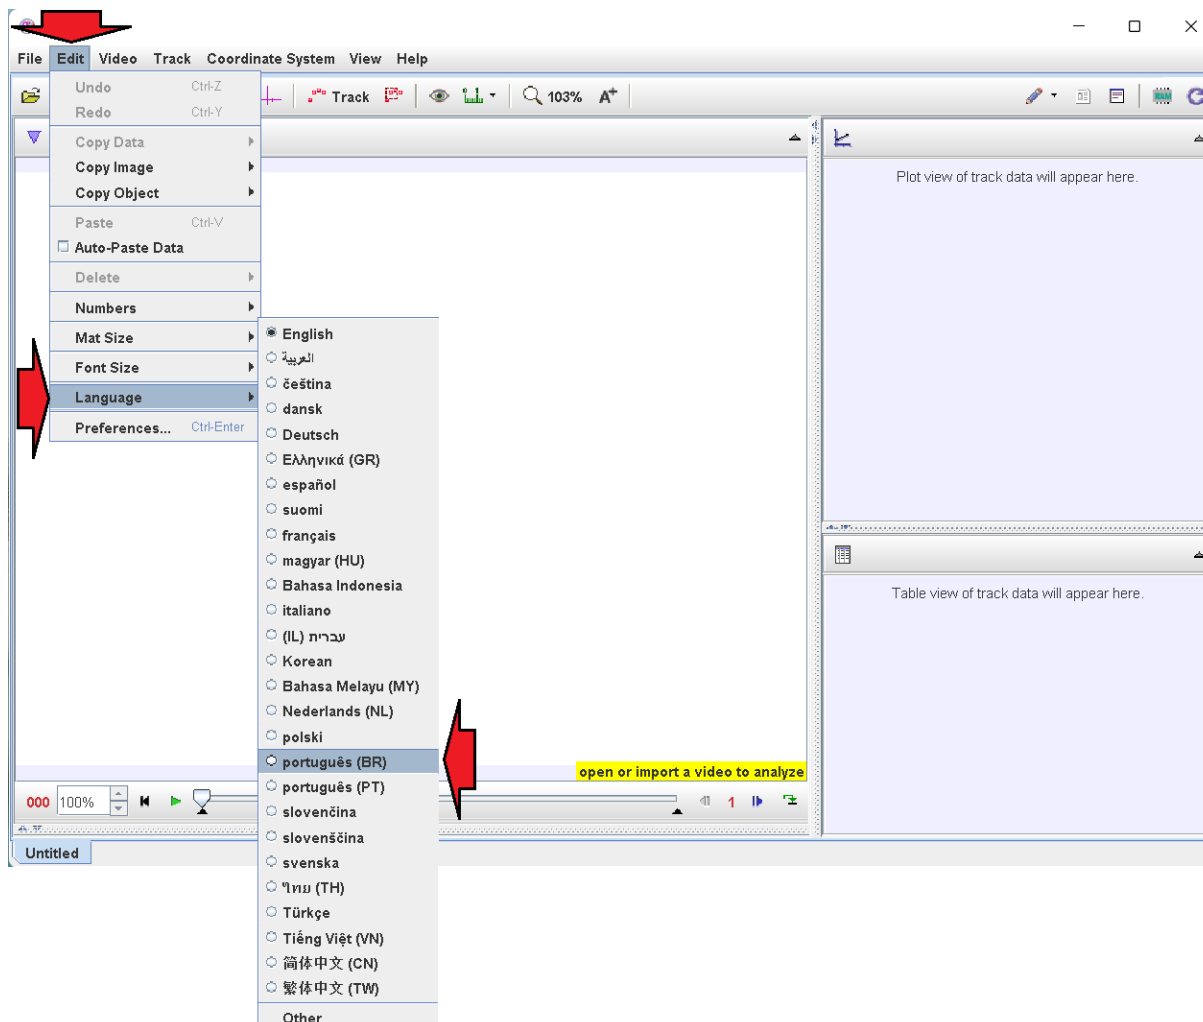 File Edit Video Track Coordinate System View Help
Track 103% A+
Undo Ctrl-Z
Redo Ctrl-Y
Copy Data
Copy Image
Copy Object
Paste Ctrl-V
Auto-Paste Data
Delete
Numbers
Mat Size
Font Size
Language
Preferences... Ctrl-Enter
English
العربية
čeština
dansk
Deutsch
Ελληνικά (GR)
español
suomi
français
magyar (HU)
Bahasa Indonesia
italiano
עברית (IL)
Korean
Bahasa Melayu (MY)
Nederlands (NL)
polski
português (BR)
português (PT)
slovenčina
slovenščina
svenska
ไทย (TH)
Türkçe
Tiếng Việt (VN)
简体中文 (CN)
繁体中文 (TW)
Other
Plot view of track data will appear here.
Table view of track data will appear here.
open or import a video to analyze
000 100% 1
Untitled